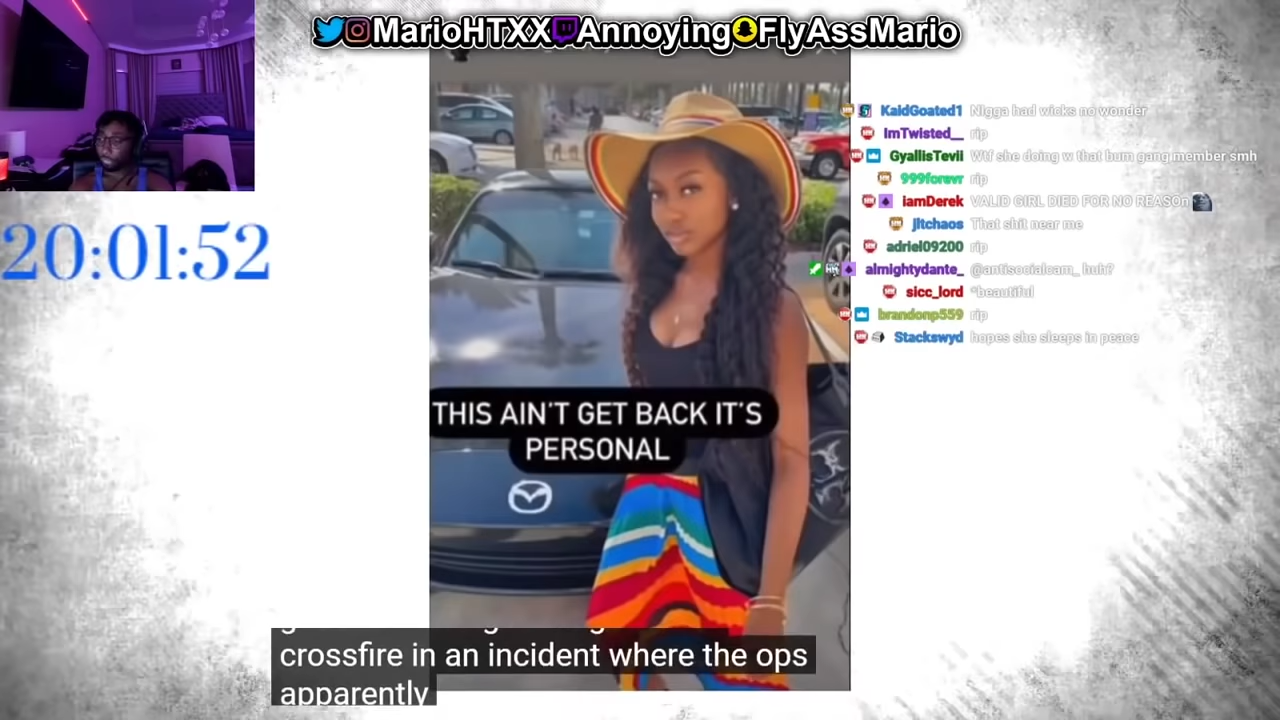 MarioHTXX Annoying FlyAssMario
20:01:52
KaidGoated1 NIgga had wicks no wonder
ImTwisted__ rip
GyallisTevii Wtf she doing w that bum gang member smh
999forevr rip
iamDerek VALID GIRL DIED FOR NO REASOn
jitchaos That shit near me
adriel09200 rip
almightydante_ @antisocialcam_ huh?
sicc_lord *beautiful
brandonp559 rip
Stackswyd hopes she sleeps in peace
THIS AIN'T GET BACK IT'S
PERSONAL
crossfire in an incident where the ops
apparently